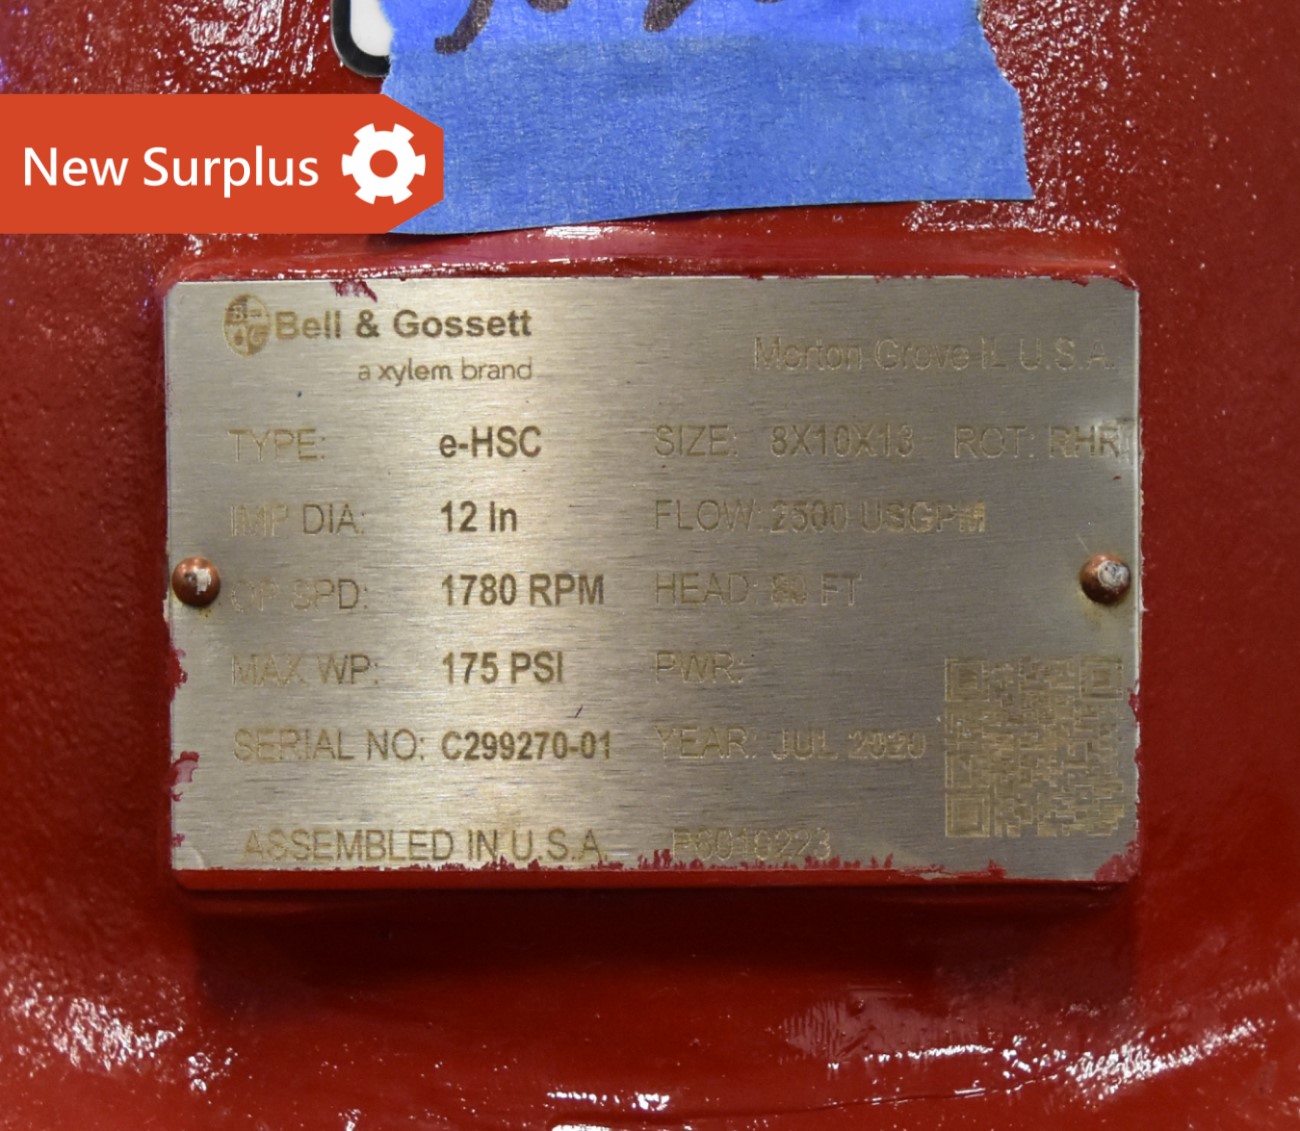 New Surplus
Bell & Gossett
a xylem brand
Morton Grove IL U.S.A.
TYPE: e-HSC SIZE: 8X10X13 ROT: RHR
IMP DIA: 12 In FLOW: 2500 USGPM
OP SPD: 1780 RPM HEAD: FT
MAX WP: 175 PSI PWR:
SERIAL NO: C299270-01 YEAR: JUL 2020
ASSEMBLED IN U.S.A.